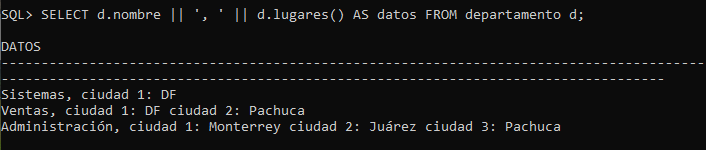 SQL> SELECT d.nombre || ', ' || d.lugares() AS datos FROM departamento d;
DATOS
----------------------------------------------------------------------------------------
-----------------------------------------------------------------------------------
Sistemas, ciudad 1: DF
Ventas, ciudad 1: DF ciudad 2: Pachuca
Administración, ciudad 1: Monterrey ciudad 2: Juárez ciudad 3: Pachuca